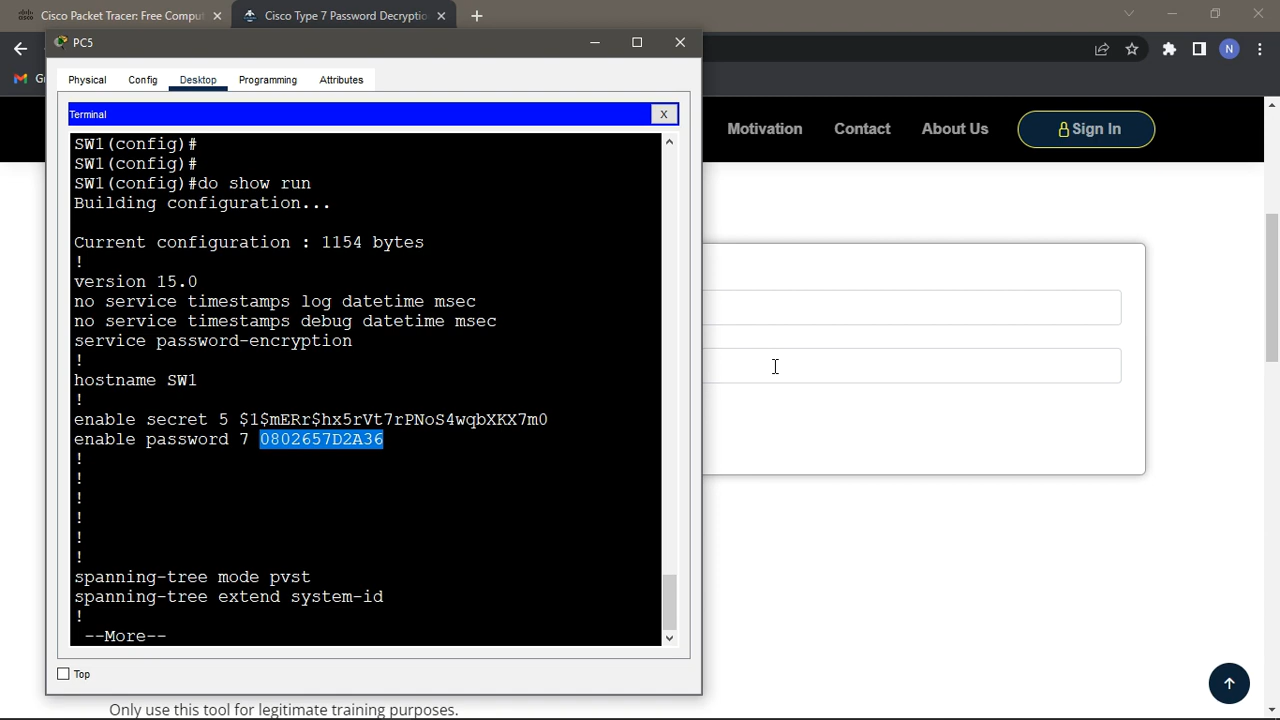 Cisco Packet Tracer: Free Comput
Cisco Type 7 Password Decryptio
PC5
N
Physical Config Desktop Programming Attributes
Terminal
X
SW1(config)#
SW1(config)#
SW1(config)#do show run
Building configuration...
Current configuration : 1154 bytes
!
version 15.0
no service timestamps log datetime msec
no service timestamps debug datetime msec
service password-encryption
!
hostname SW1
!
enable secret 5 $1$mERr$hx5rVt7rPNoS4wqbXKX7m0
enable password 7 0802657D2A36
!
!
!
!
!
!
spanning-tree mode pvst
spanning-tree extend system-id
!
--More--
Top
Motivation Contact About Us Sign In
Only use this tool for legitimate training purposes.